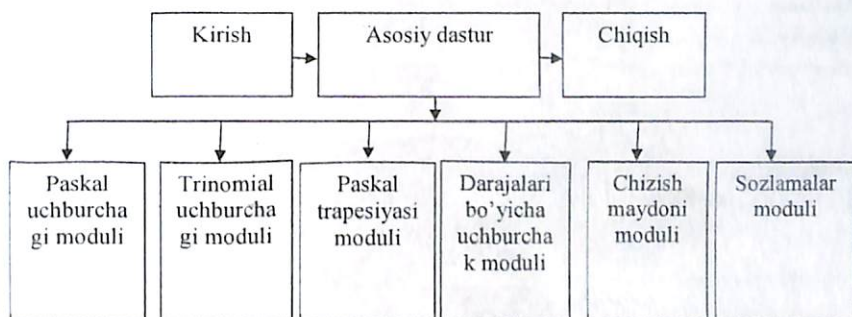 Kirish
Asosiy dastur
Chiqish
Paskal
uchburcha
gi moduli
Trinomial
uchburcha
gi moduli
Paskal
trapesiyasi
moduli
Darajalari
bo'yicha
uchburcha
k moduli
Chizish
maydoni
moduli
Sozlamalar
moduli